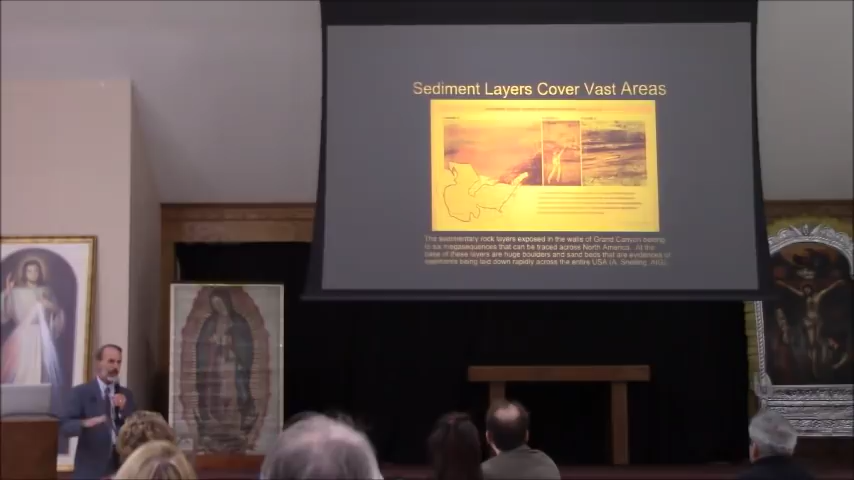 Sediment Layers Cover Vast Areas
The sedimentary rock layers exposed in the walls of Grand Canyon belong
to six megasequences that can be traced across North America. At the
base of these layers are huge boulders and sand beds that are evidences of
sediments being laid down rapidly across the entire USA (A. Snelling, AIG).